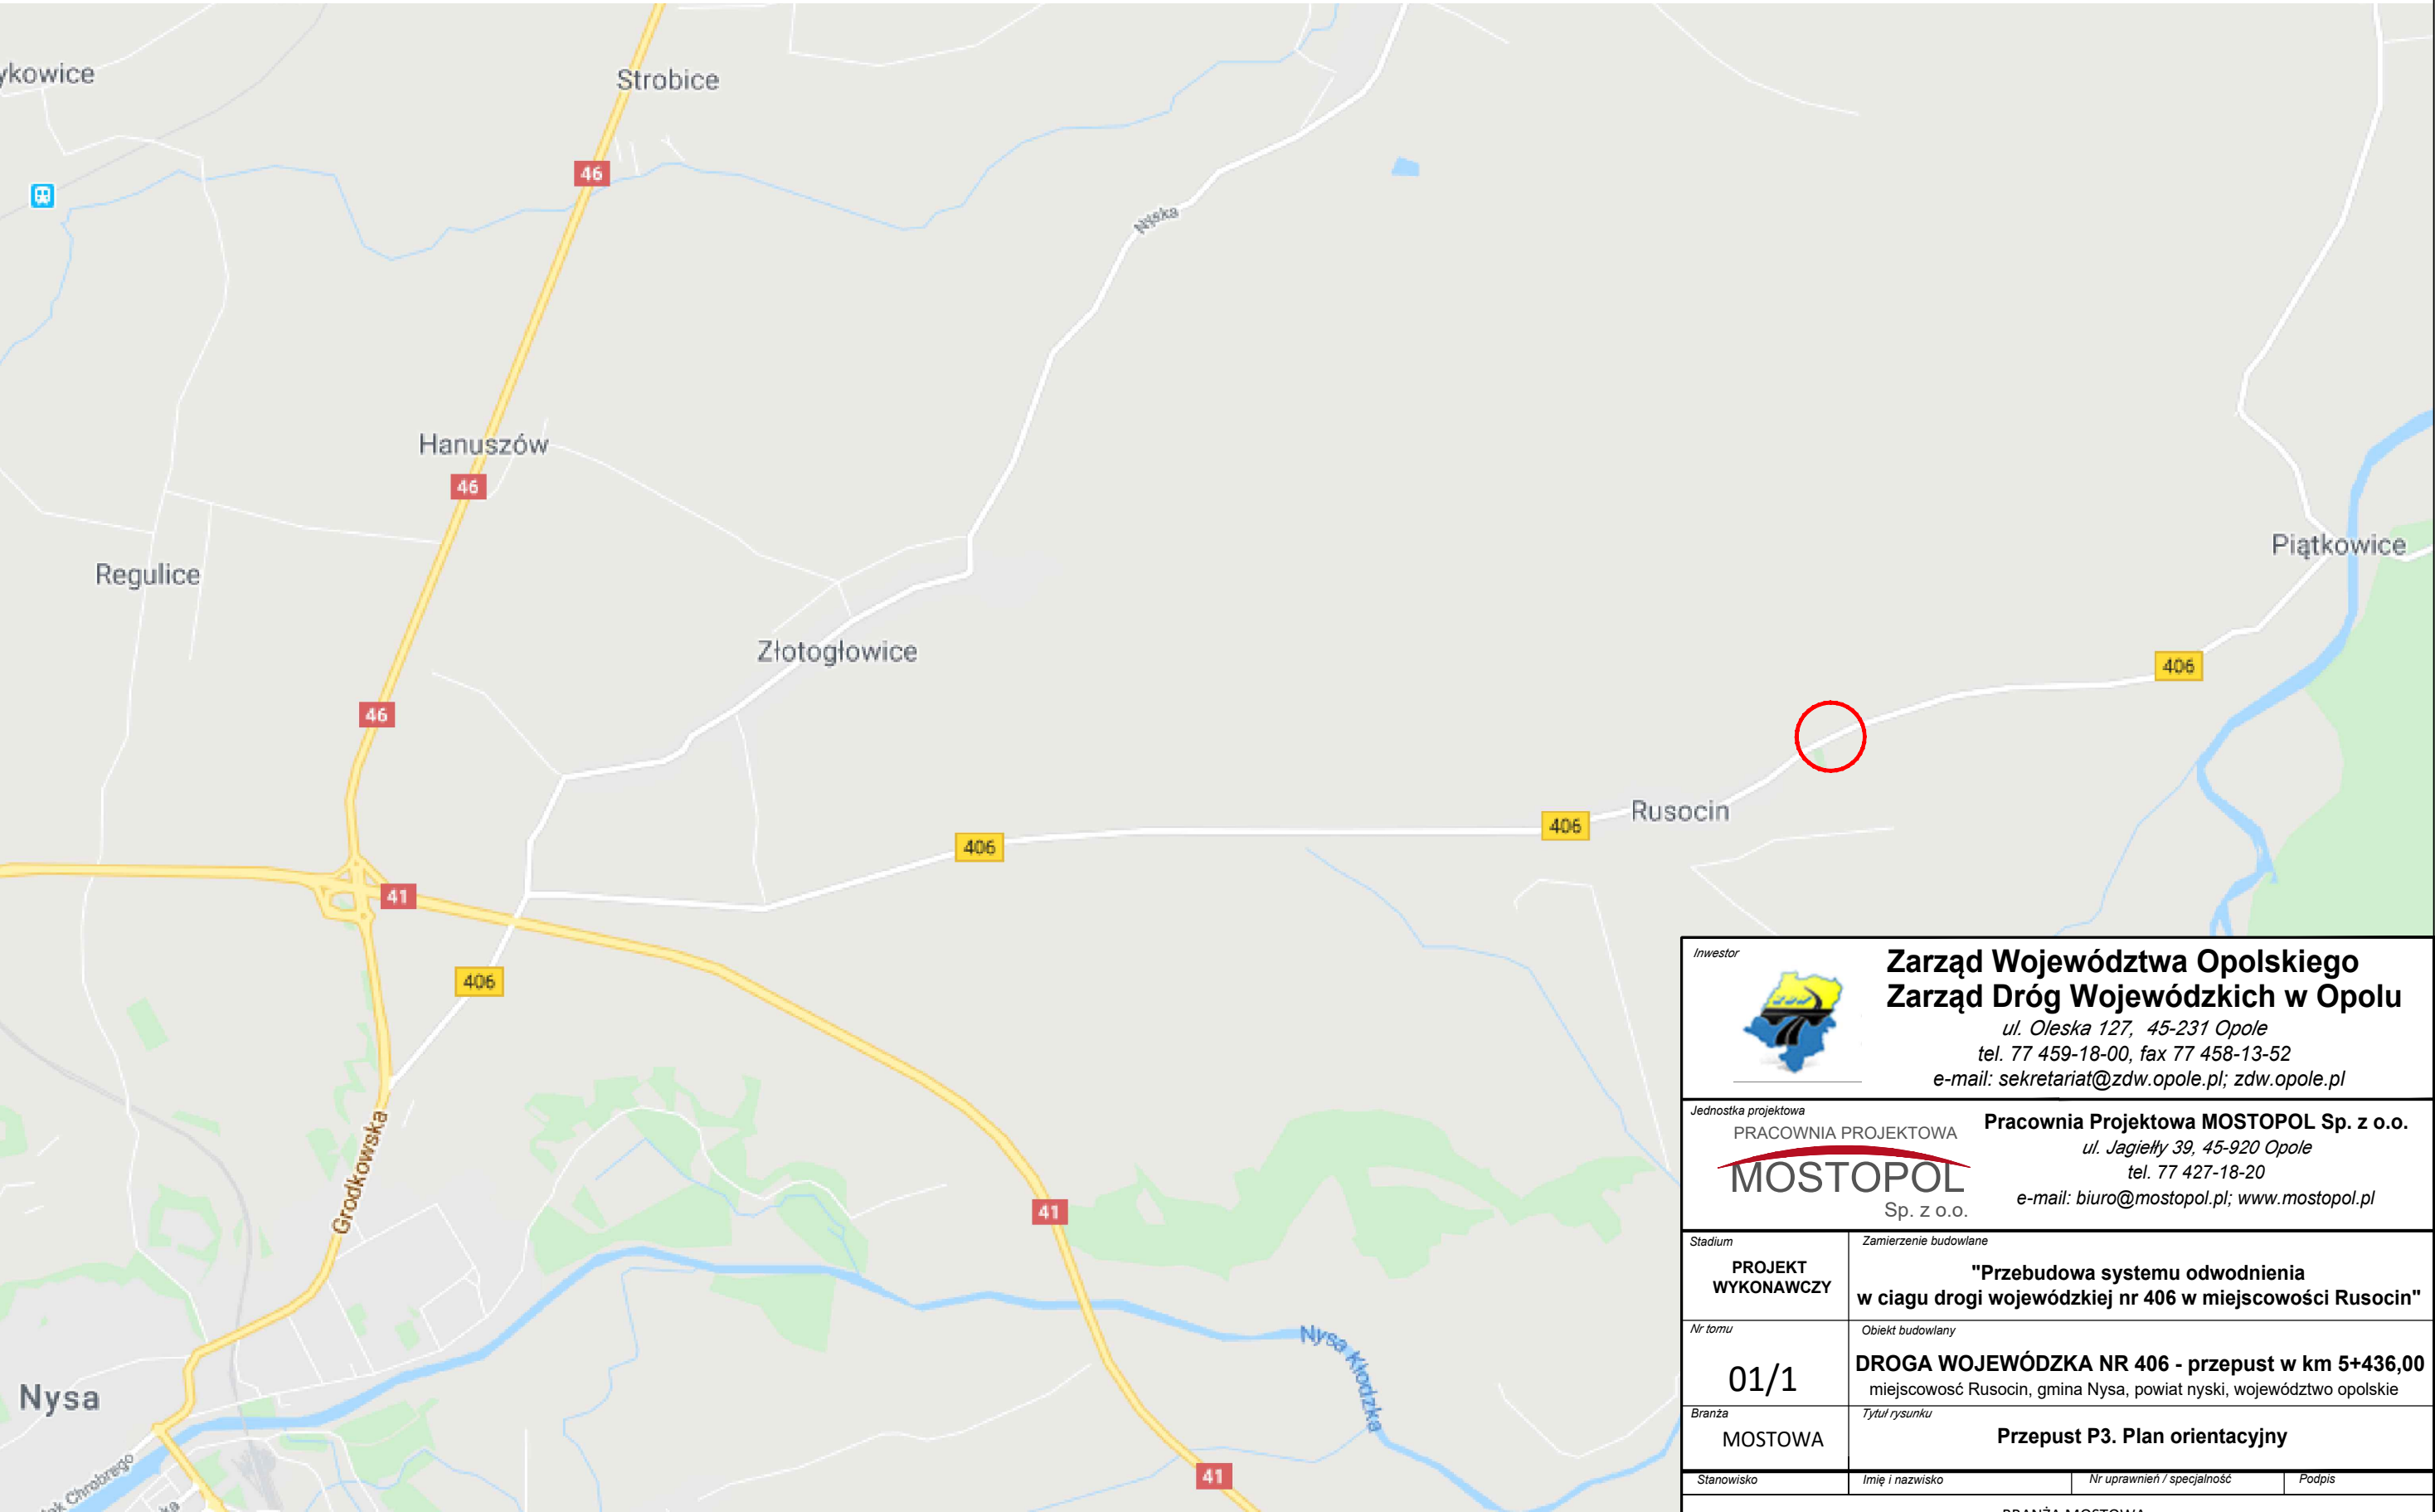 Strobice
46
Nyska
Hanuszów
46
Regulice
Piątkowice
Złotogłowice
406
46
Rusocin
406
406
41
406
Grodkowska
41
Nysa Kłodzka
Nysa
41
Inwestor
Zarząd Województwa Opolskiego
Zarząd Dróg Wojewódzkich w Opolu
ul. Oleska 127, 45-231 Opole
tel. 77 459-18-00, fax 77 458-13-52
e-mail: sekretariat@zdw.opole.pl; zdw.opole.pl
Jednostka projektowa
PRACOWNIA PROJEKTOWA
MOSTOPOL
Sp. z o.o.
Pracownia Projektowa MOSTOPOL Sp. z o.o.
ul. Jagiełły 39, 45-920 Opole
tel. 77 427-18-20
e-mail: biuro@mostopol.pl; www.mostopol.pl
Stadium
PROJEKT
WYKONAWCZY
Zamierzenie budowlane
"Przebudowa systemu odwodnienia
w ciagu drogi wojewódzkiej nr 406 w miejscowości Rusocin"
Nr tomu
01/1
Obiekt budowlany
DROGA WOJEWÓDZKA NR 406 - przepust w km 5+436,00
miejscowosć Rusocin, gmina Nysa, powiat nyski, województwo opolskie
Branża
MOSTOWA
Tytuł rysunku
Przepust P3. Plan orientacyjny
Stanowisko
Imię i nazwisko
Nr uprawnień / specjalność
Podpis
BRANŻA MOSTOWA
Chrobrego